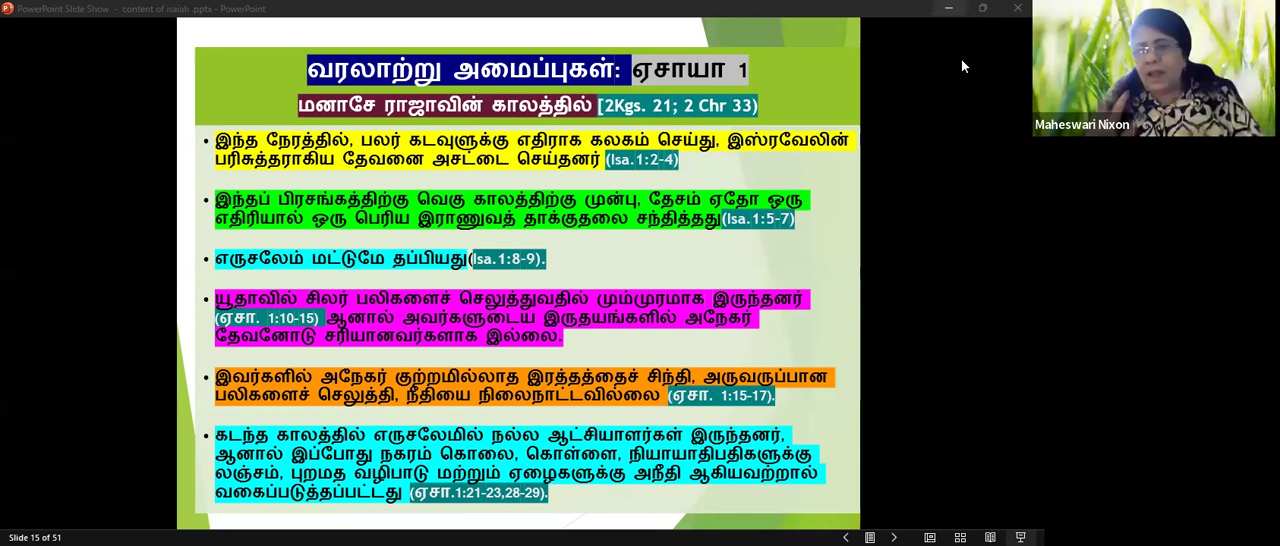 PowerPoint Slide Show - content of isaiah .pptx - PowerPoint
வரலாற்று அமைப்புகள்: ஏசாயா 1
மனாசே ராஜாவின் காலத்தில் [2Kgs. 21; 2 Chr 33)
• இந்த நேரத்தில், பலர் கடவுளுக்கு எதிராக கலகம் செய்து, இஸ்ரவேலின்
பரிசுத்தராகிய தேவனை அசட்டை செய்தனர் (Isa.1:2-4)
• இந்தப் பிரசங்கத்திற்கு வெகு காலத்திற்கு முன்பு, தேசம் ஏதோ ஒரு
எதிரியால் ஒரு பெரிய இராணுவத் தாக்குதலை சந்தித்தது(Isa.1:5-7)
• எருசலேம் மட்டுமே தப்பியது(Isa.1:8-9).
• யூதாவில் சிலர் பலிகளைச் செலுத்துவதில் மும்முரமாக இருந்தனர்
(ஏசா. 1:10-15) ஆனால் அவர்களுடைய இருதயங்களில் அநேகர்
தேவனோடு சரியானவர்களாக இல்லை.
• இவர்களில் அநேகர் குற்றமில்லாத இரத்தத்தைச் சிந்தி, அருவருப்பான
பலிகளைச் செலுத்தி, நீதியை நிலைநாட்டவில்லை (ஏசா. 1:15-17).
• கடந்த காலத்தில் எருசலேமில் நல்ல ஆட்சியாளர்கள் இருந்தனர்,
ஆனால் இப்போது நகரம் கொலை, கொள்ளை, நியாயாதிபதிகளுக்கு
லஞ்சம், புறமத வழிபாடு மற்றும் ஏழைகளுக்கு அநீதி ஆகியவற்றால்
வகைப்படுத்தப்பட்டது (ஏசா.1:21-23,28-29).
Maheswari Nixon
Slide 15 of 51